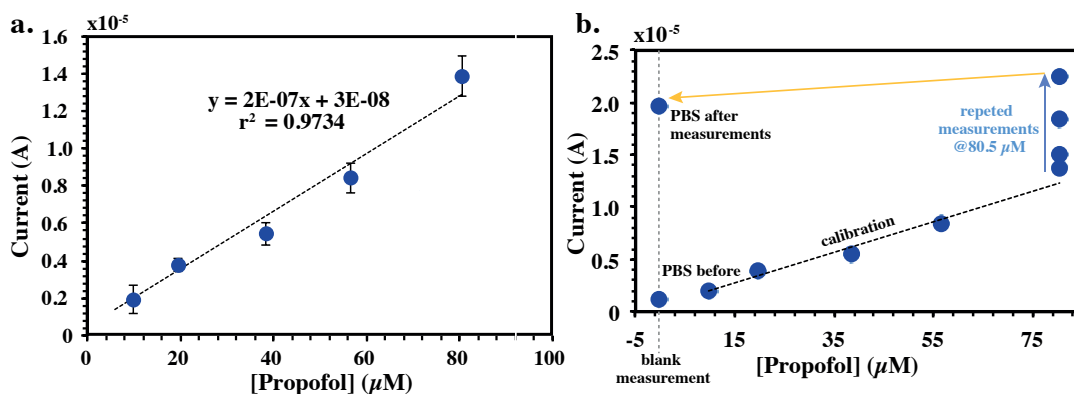 a.
x10⁻⁵
1.6
1.4
1.2
1.0
0.8
0.6
0.4
0.2
0
Current (A)
y = 2E-07x + 3E-08
r² = 0.9734
0 20 40 60 80 100
[Propofol] (µM)
b.
x10⁻⁵
2.5
2.0
1.5
1.0
0.5
0
Current (A)
PBS after
measurements
repeted
measurements
@80.5 µM
calibration
PBS before
-5 15 35 55 75
blank
measurement
[Propofol] (µM)